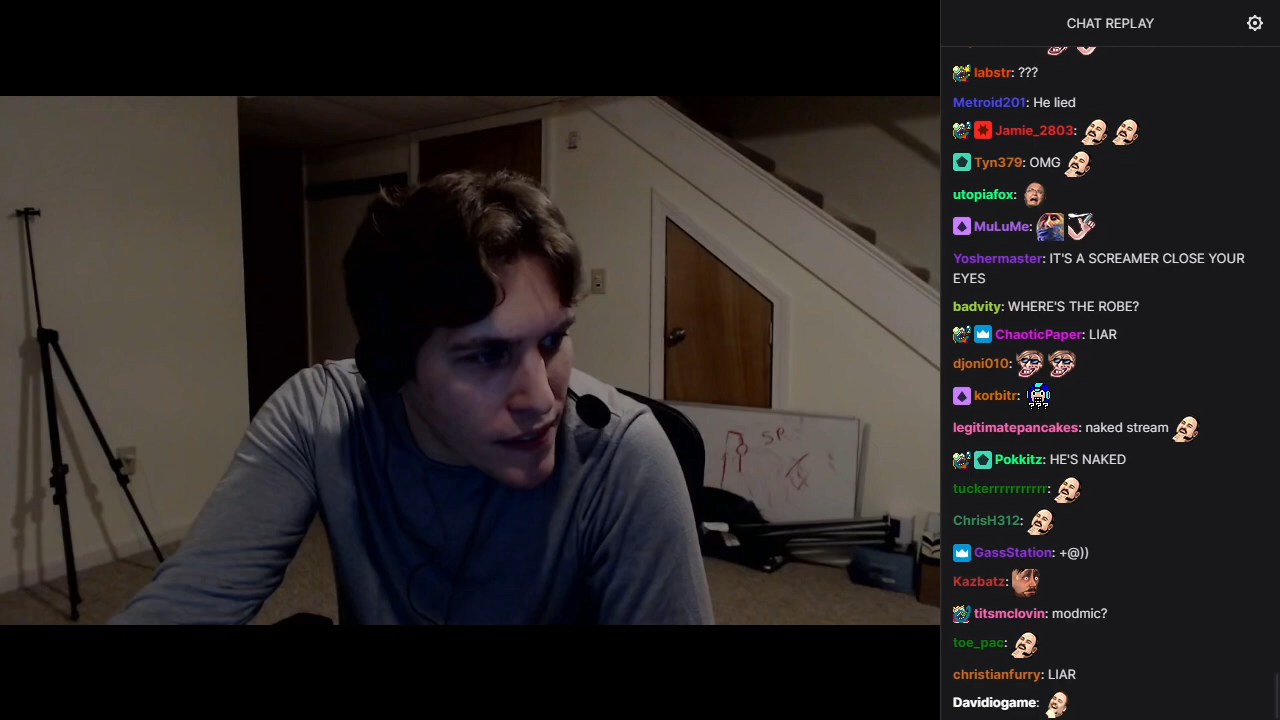 CHAT REPLAY
labstr: ???
Metroid201: He lied
Jamie_2803:
Tyn379: OMG
utopiafox:
MuLuMe:
Yoshermaster: IT'S A SCREAMER CLOSE YOUR
EYES
badvity: WHERE'S THE ROBE?
ChaoticPaper: LIAR
djoni010:
korbitr:
legitimatepancakes: naked stream
Pokkitz: HE'S NAKED
tuckerrrrrrrrrrr:
ChrisH312:
GassStation: +@))
Kazbatz:
titsmclovin: modmic?
toe_pac:
christianfurry: LIAR
Davidiogame:
SP